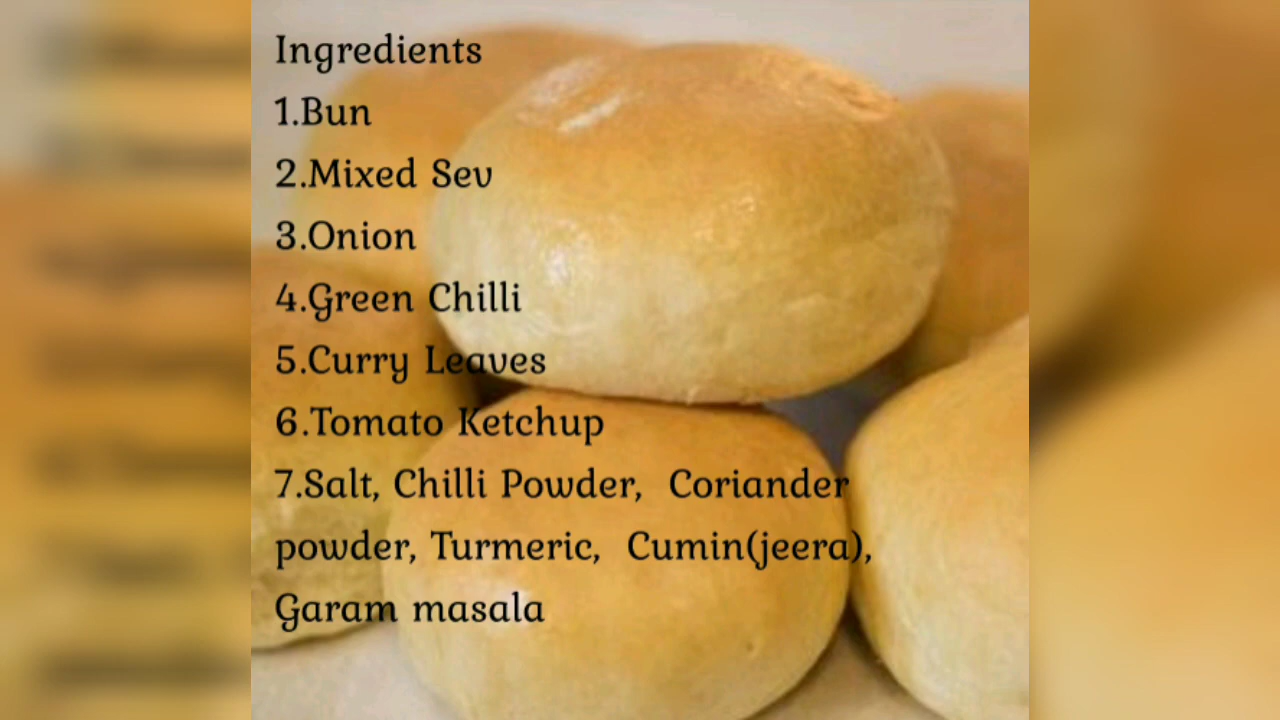 Ingredients
1.Bun
2.Mixed Sev
3.Onion
4.Green Chilli
5.Curry Leaves
6.Tomato Ketchup
7.Salt, Chilli Powder,  Coriander
powder, Turmeric,  Cumin(jeera),
Garam masala